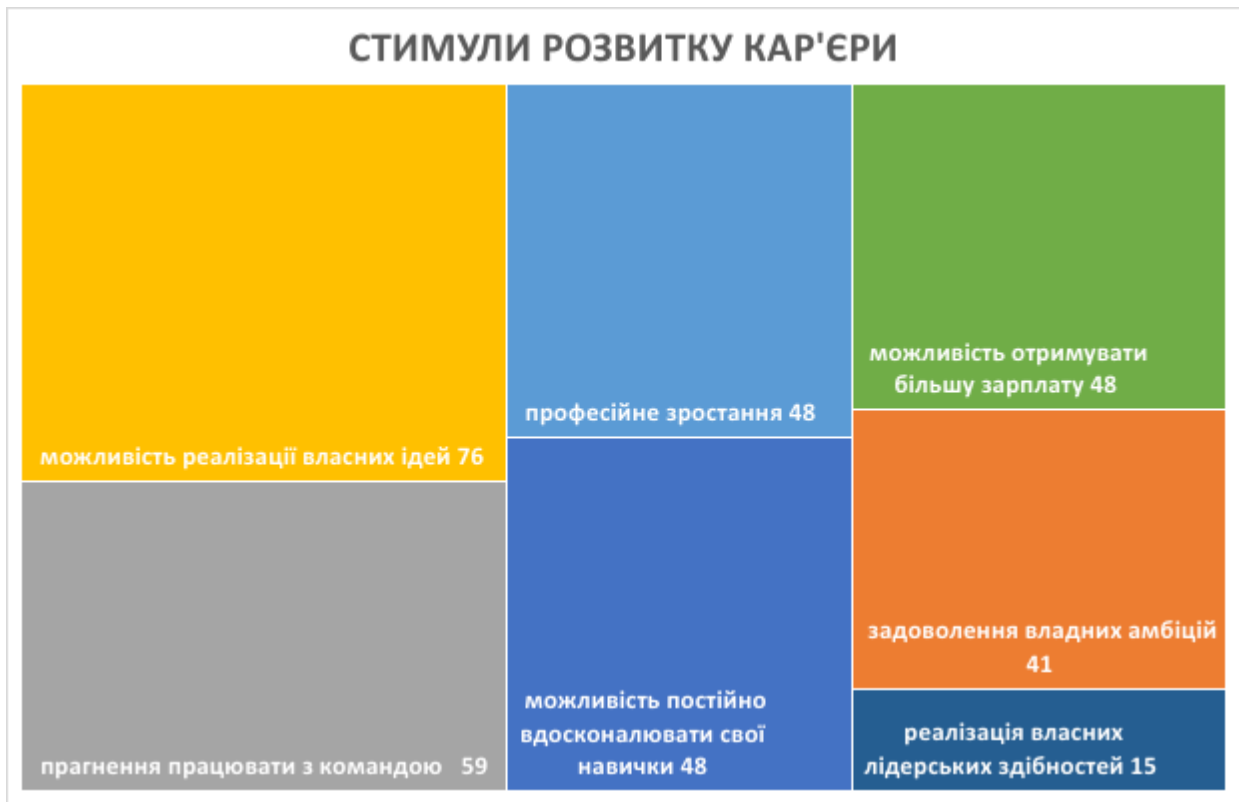 СТИМУЛИ РОЗВИТКУ КАР'ЄРИ
можливість реалізації власних ідей 76
прагнення працювати з командою 59
професійне зростання 48
можливість постійно
вдосконалювати свої
навички 48
можливість отримувати
більшу зарплату 48
задоволення владних амбіцій
41
реалізація власних
лідерських здібностей 15